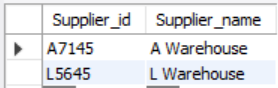 Supplier_id Supplier_name
A7145 A Warehouse
L5645 L Warehouse